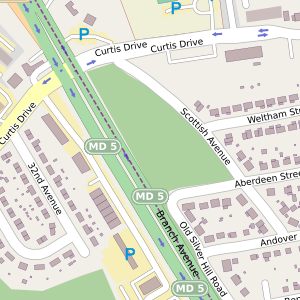 P
P
Curtis Drive
Curtis Drive
Curtis Drive
Scottish Avenue
Weltham
MD 5
32nd Avenue
Aberdeen Stree
MD 5
Old Silver Hill Road
Branch Avenue
Andover
P
MD 5